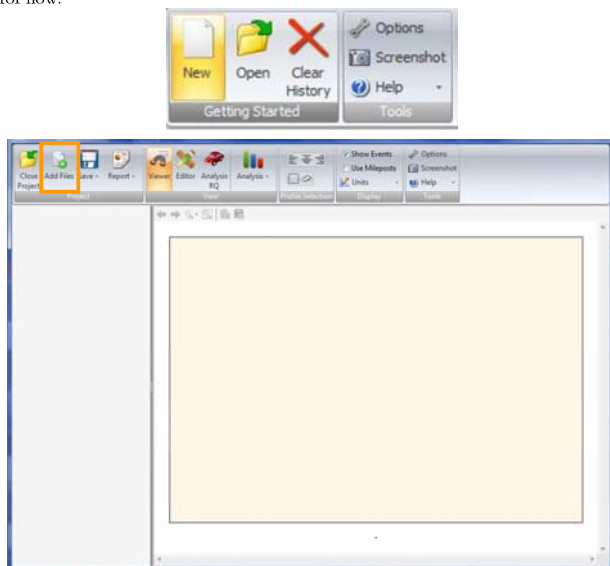 for now.
New Open Clear History
Options
Screenshot
Help
Getting Started Tools
Close Project Add Files Save Report Viewer Editor Analysis RQ Analysis
Show Events
Use Mileposts
Units
Options
Screenshot
Help
Project View Profile Selection Display Tools